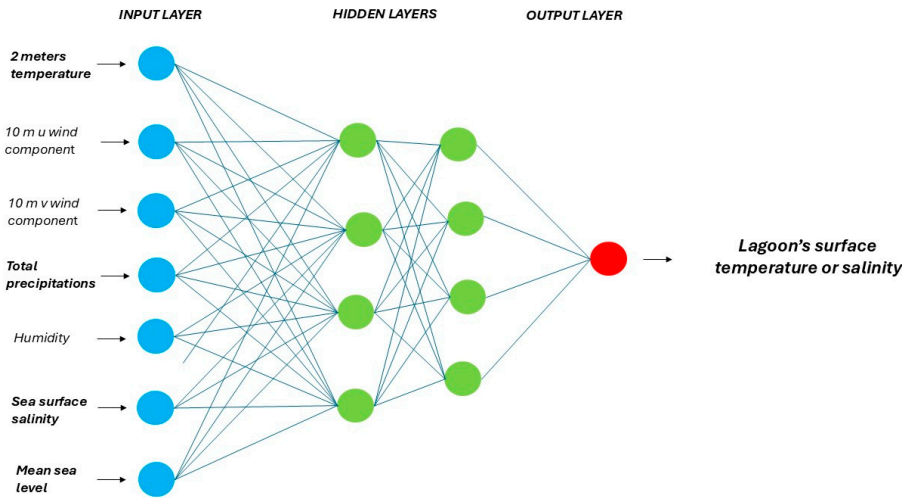 INPUT LAYER
HIDDEN LAYERS
OUTPUT LAYER
2 meters
temperature
10 m u wind
component
10 m v wind
component
Total
precipitations
Humidity
Sea surface
salinity
Mean sea
level
Lagoon's surface
temperature or salinity